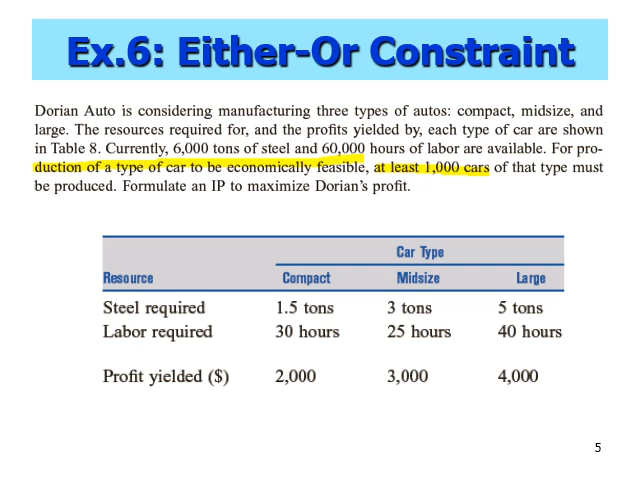 Ex.6: Either-Or Constraint
Dorian Auto is considering manufacturing three types of autos: compact, midsize, and
large. The resources required for, and the profits yielded by, each type of car are shown
in Table 8. Currently, 6,000 tons of steel and 60,000 hours of labor are available. For pro-
duction of a type of car to be economically feasible, at least 1,000 cars of that type must
be produced. Formulate an IP to maximize Dorian's profit.
Car Type
Resource Compact Midsize Large
Steel required 1.5 tons 3 tons 5 tons
Labor required 30 hours 25 hours 40 hours
Profit yielded ($) 2,000 3,000 4,000
5